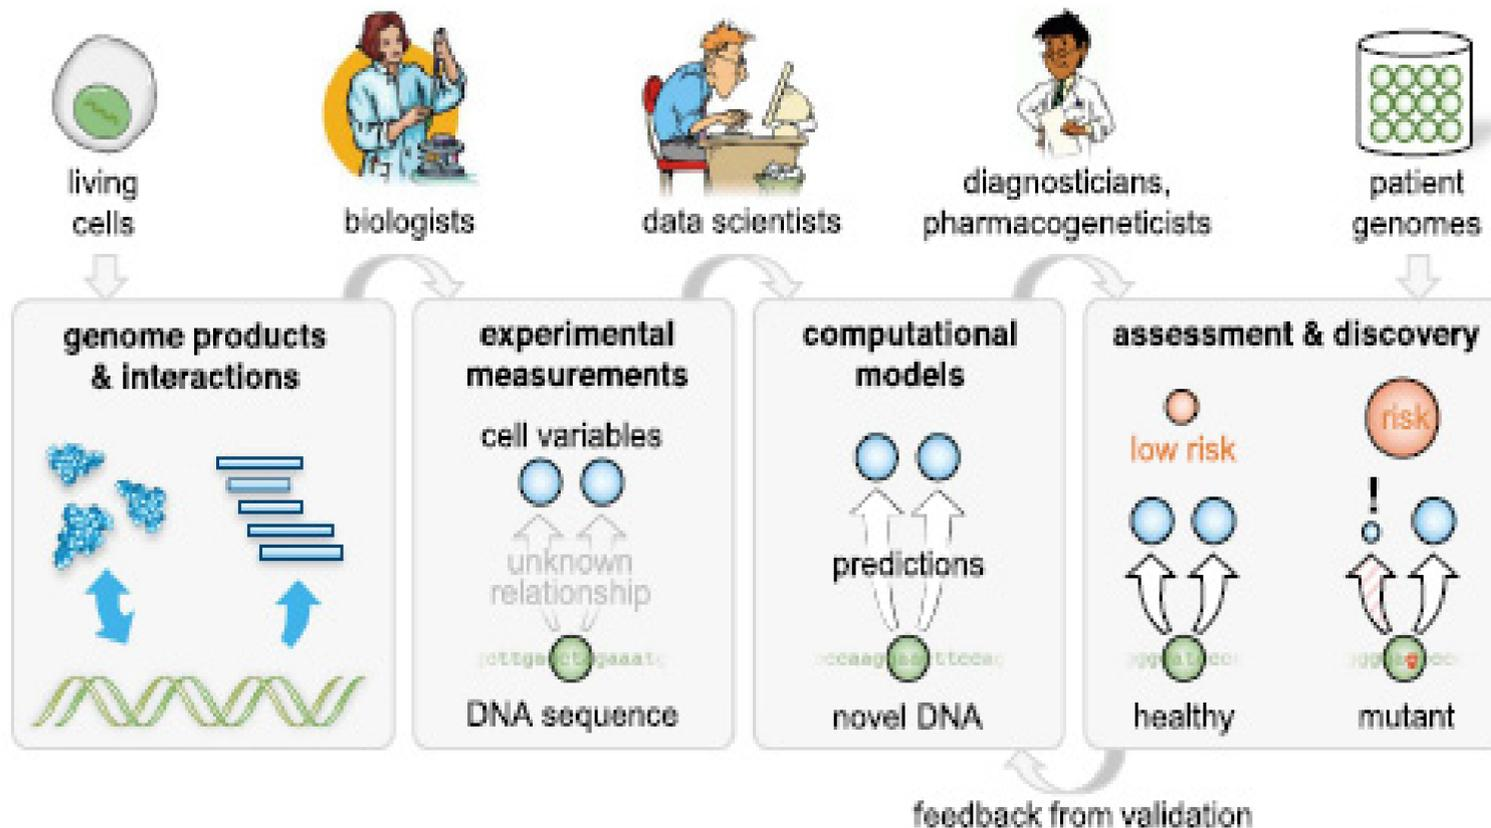 living
cells
biologists
data scientists
diagnosticians,
pharmacogeneticists
patient
genomes
genome products
& interactions
experimental
measurements
cell variables
unknown
relationship
DNA sequence
computational
models
predictions
novel DNA
assessment & discovery
low risk
risk
!
healthy
mutant
feedback from validation